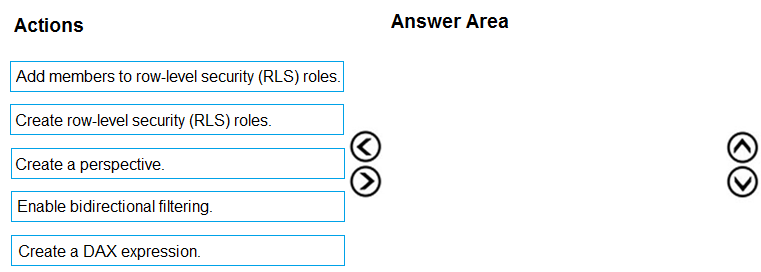 Actions
Answer Area
Add members to row-level security (RLS) roles.
Create row-level security (RLS) roles.
Create a perspective.
Enable bidirectional filtering.
Create a DAX expression.